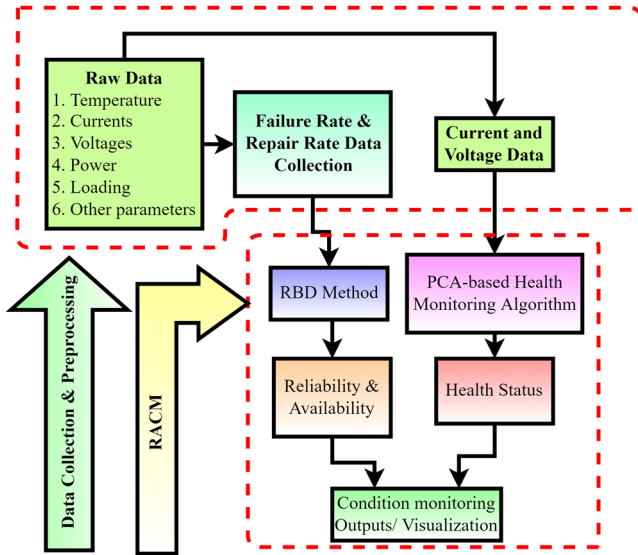 Raw Data
1. Temperature
2. Currents
3. Voltages
4. Power
5. Loading
6. Other parameters
Failure Rate &
Repair Rate Data
Collection
Current and
Voltage Data
Data Collection & Preprocessing
RACM
RBD Method
PCA-based Health
Monitoring Algorithm
Reliability &
Availability
Health Status
Condition monitoring
Outputs/ Visualization